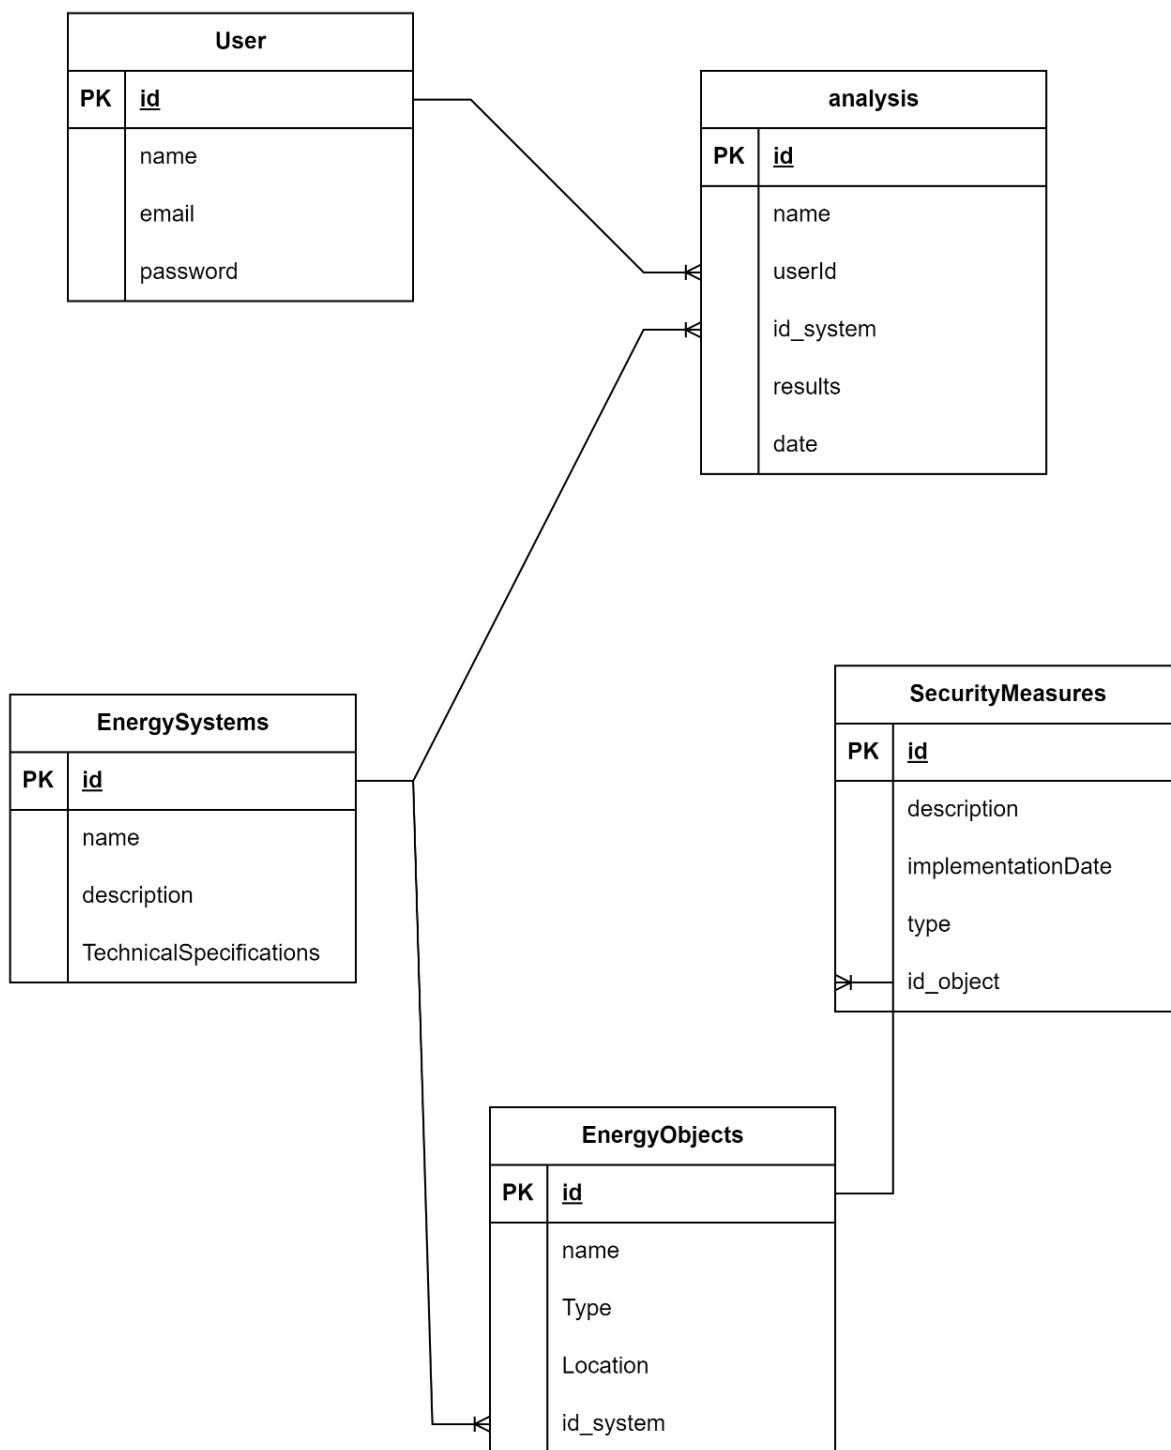 User
PK id
name
email
password
analysis
PK id
name
userId
id_system
results
date
EnergySystems
PK id
name
description
TechnicalSpecifications
SecurityMeasures
PK id
description
implementationDate
type
id_object
EnergyObjects
PK id
name
Type
Location
id_system